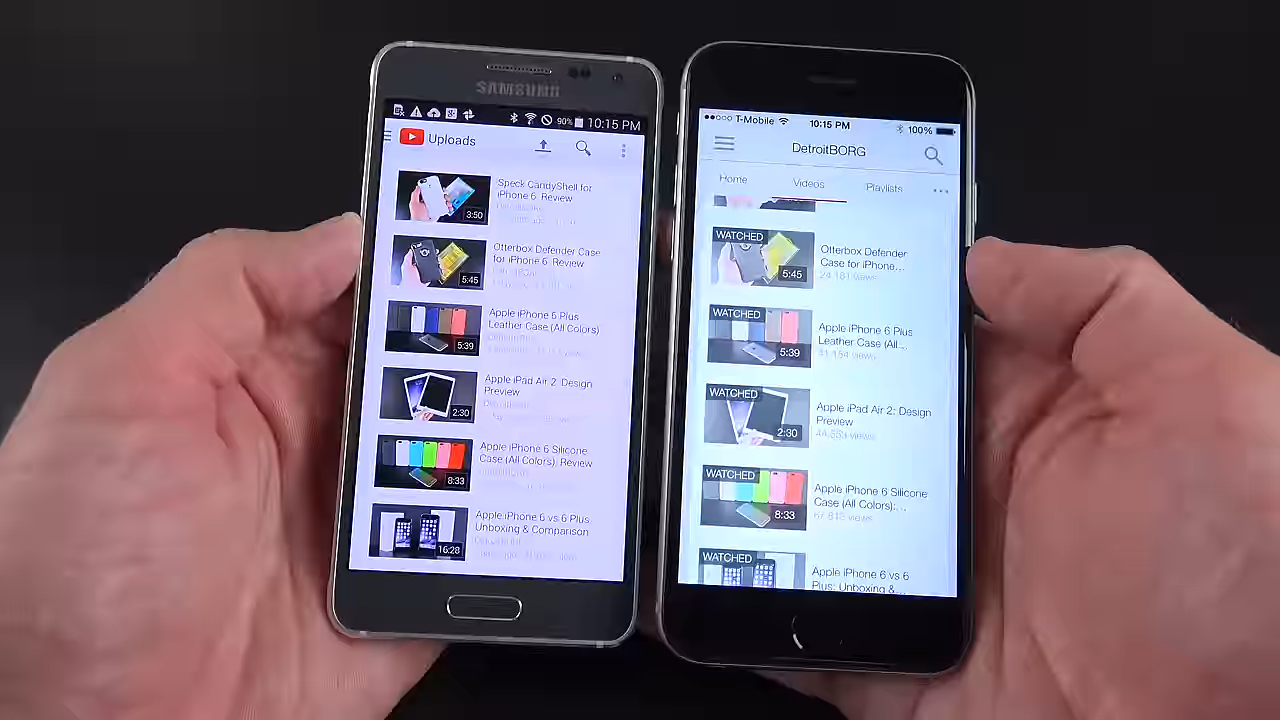 SAMSUNG
90% 10:15 PM
Uploads
Speck CandyShell for
iPhone 6: Review
3:50
Otterbox Defender Case
for iPhone 6: Review
5:45
Apple iPhone 6 Plus
Leather Case (All Colors)
5:39
Apple iPad Air 2: Design
Preview
2:30
Apple iPhone 6 Silicone
Case (All Colors): Review
8:33
Apple iPhone 6 vs 6 Plus:
Unboxing & Comparison
16:28
T-Mobile 10:15 PM 100%
DetroitBORG
Home Videos Playlists
WATCHED
Otterbox Defender
Case for iPhone...
24,181 views
5:45
WATCHED
Apple iPhone 6 Plus
Leather Case (All...
views
5:39
WATCHED
Apple iPad Air 2: Design
Preview
views
2:30
WATCHED
Apple iPhone 6 Silicone
Case (All Colors):...
views
8:33
WATCHED
Apple iPhone 6 vs 6
Plus: Unboxing &...